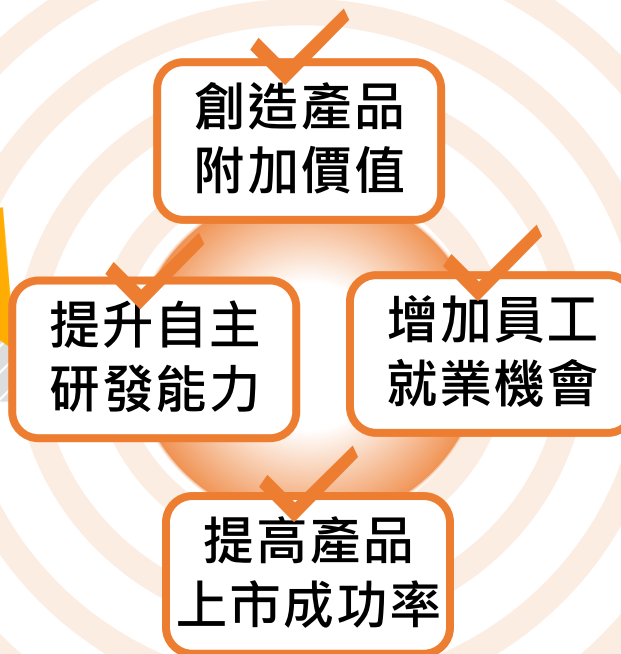 創造產品
附加價值
提升自主
研發能力
增加員工
就業機會
提高產品
上市成功率